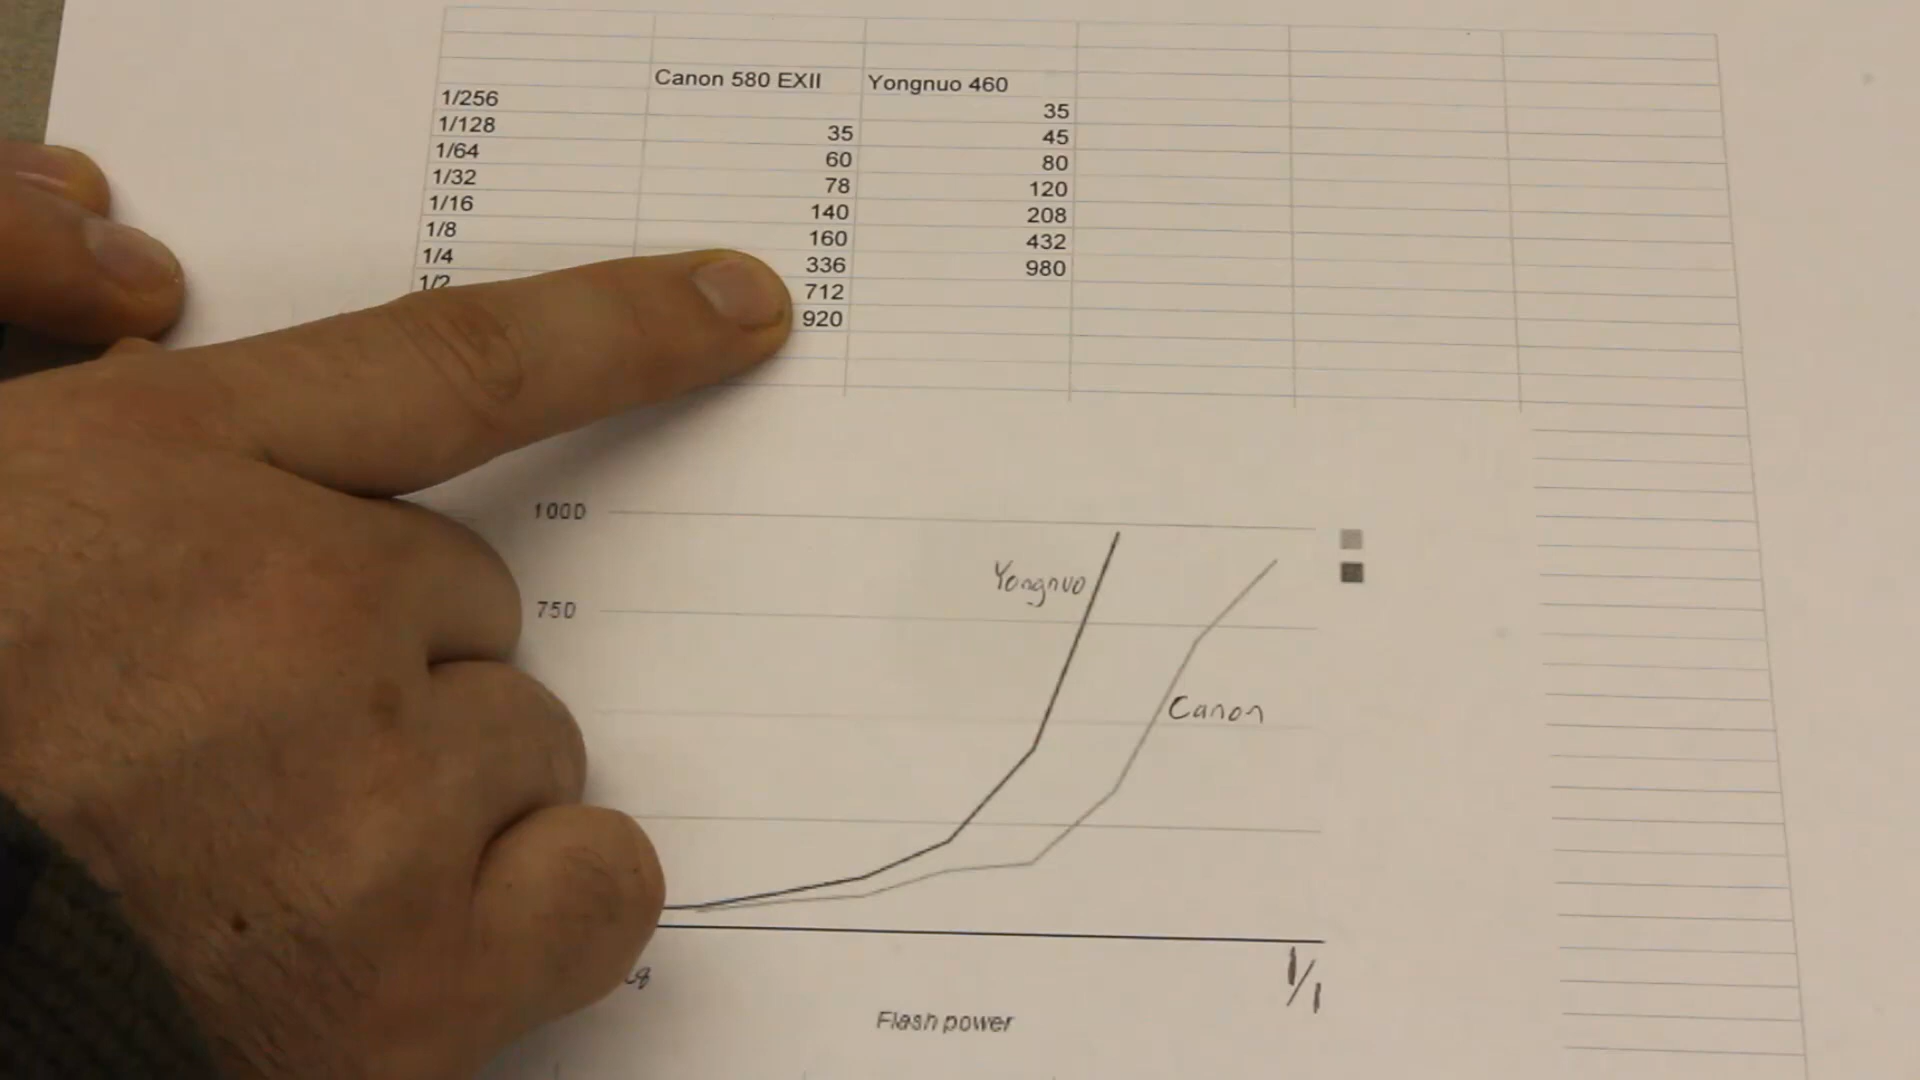 Canon 580 EXII Yongnuo 460
1/256 35
1/128 35 45
1/64 60 80
1/32 78 120
1/16 140 208
1/8 160 432
1/4 336 980
1/2 712
920
1000
Yongnuo
750
Canon
1/1
Flash power